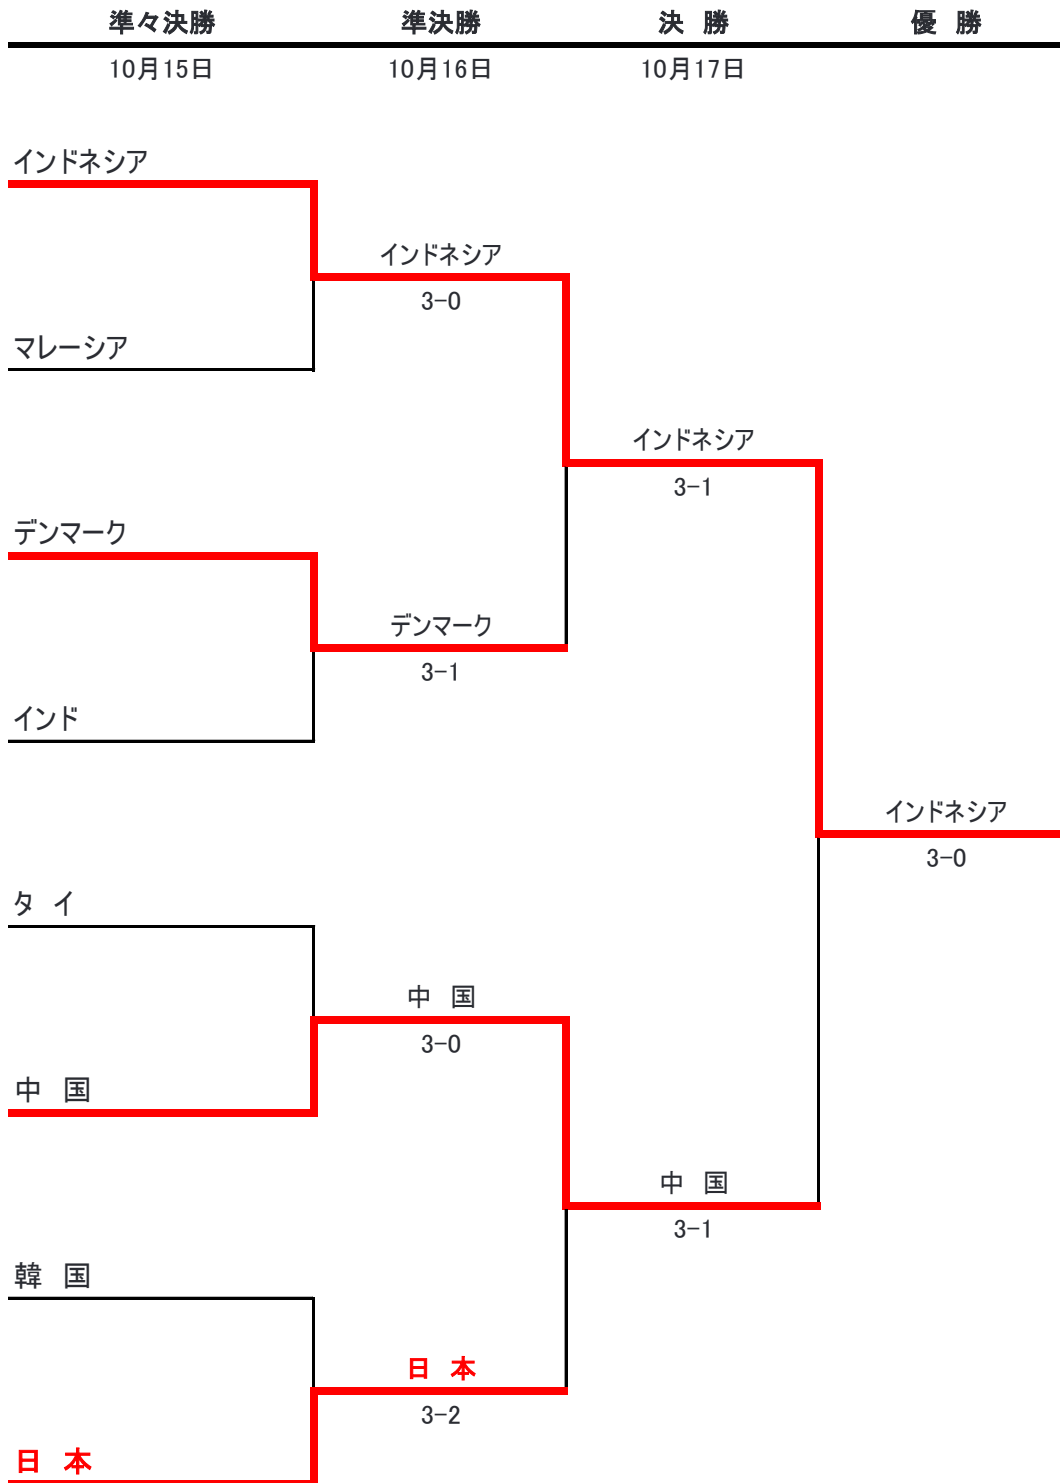 準々決勝 準決勝 決 勝 優 勝
10月15日 10月16日 10月17日
インドネシア
インドネシア
3-0
マレーシア
インドネシア
3-1
デンマーク
デンマーク
3-1
インド
インドネシア
3-0
タ イ
中 国
3-0
中 国
中 国
3-1
韓 国
日 本
3-2
日 本